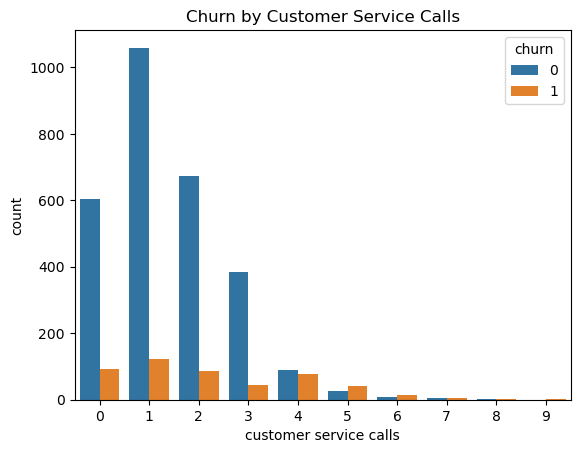 Churn by Customer Service Calls
churn
0
1
1000
800
600
400
200
0
count
0 1 2 3 4 5 6 7 8 9
customer service calls